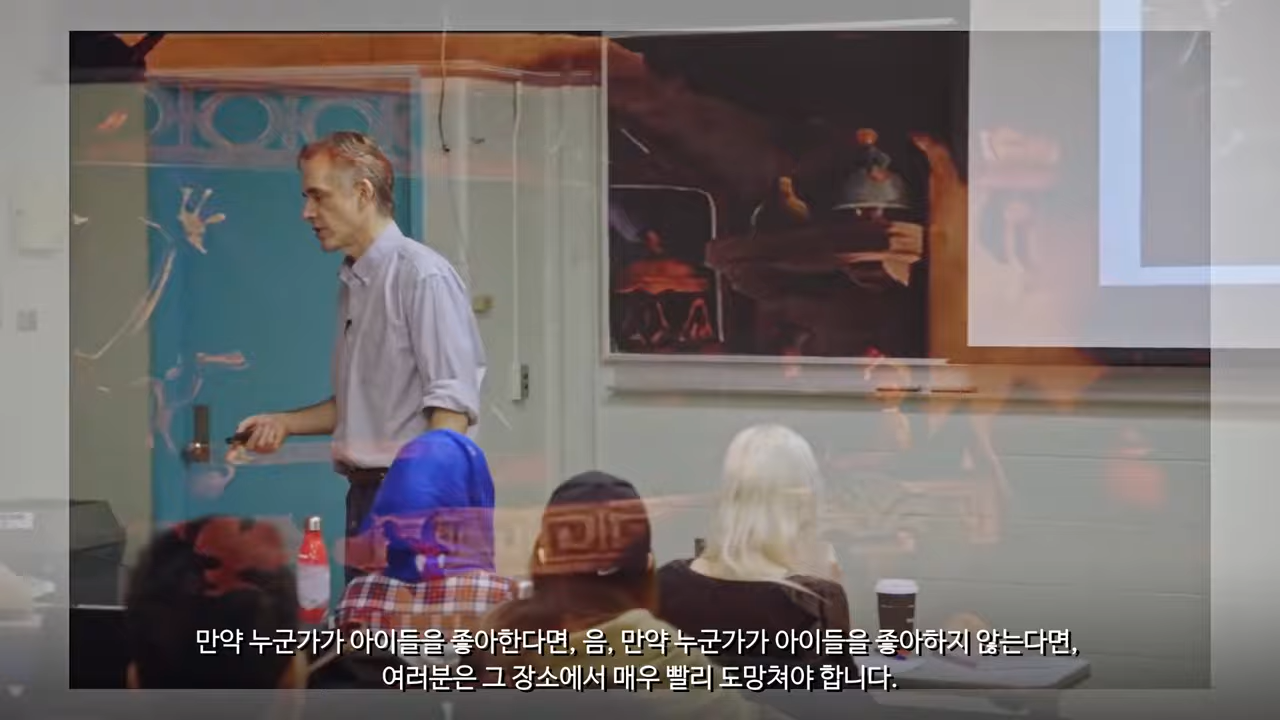 만약 누군가가 아이들을 좋아한다면, 음, 만약 누군가가 아이들을 좋아하지 않는다면,
여러분은 그 장소에서 매우 빨리 도망쳐야 합니다.